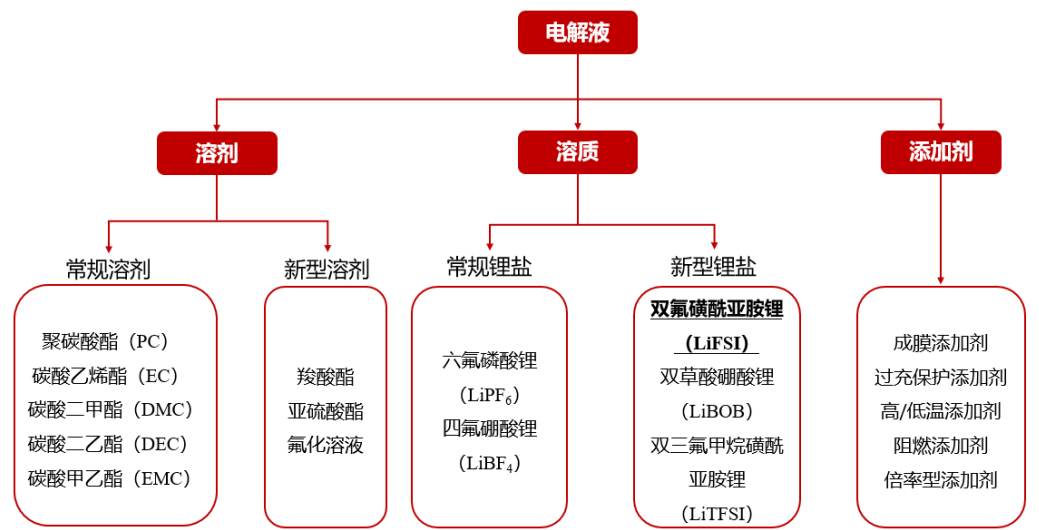 电解液
溶剂
溶质
添加剂
常规溶剂
聚碳酸酯（PC）
碳酸乙烯酯（EC）
碳酸二甲酯（DMC）
碳酸二乙酯（DEC）
碳酸甲乙酯（EMC）
新型溶剂
羧酸酯
亚硫酸酯
氟化溶液
常规锂盐
六氟磷酸锂
（LiPF₆）
四氟硼酸锂
（LiBF₄）
新型锂盐
双氟磺酰亚胺锂
（LiFSI）
双草酸硼酸锂
（LiBOB）
双三氟甲烷磺酰
亚胺锂
（LiTFSI）
成膜添加剂
过充保护添加剂
高/低温添加剂
阻燃添加剂
倍率型添加剂